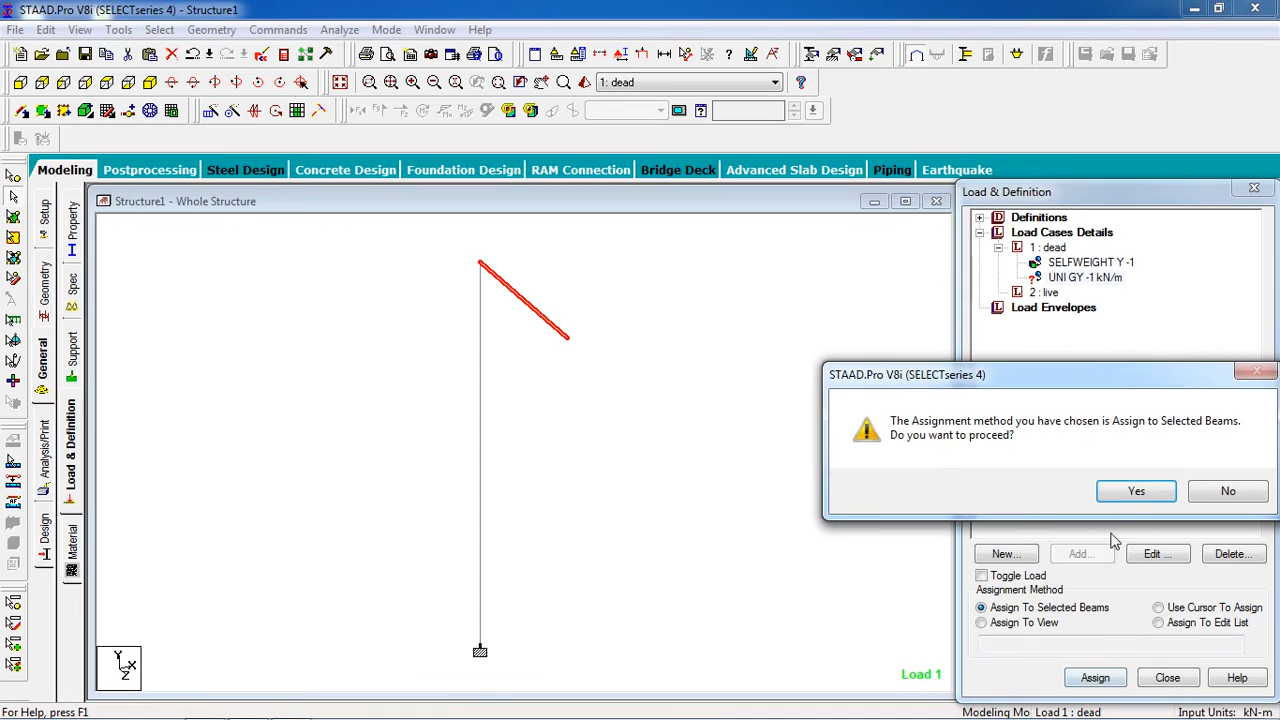 STAAD.Pro V8i (SELECTseries 4) - Structure1
File Edit View Tools Select Geometry Commands Analyze Mode Window Help
1: dead
Modeling Postprocessing Steel Design Concrete Design Foundation Design RAM Connection Bridge Deck Advanced Slab Design Piping Earthquake
Setup
Geometry
General
Analysis/Print
Design
Property
Spec
Support
Load & Definition
Material
Structure1 - Whole Structure
Y
X
Z
Load 1
Load & Definition
Definitions
Load Cases Details
1 : dead
SELFWEIGHT Y -1
UNI GY -1 kN/m
2 : live
Load Envelopes
STAAD.Pro V8i (SELECTseries 4)
The Assignment method you have chosen is Assign to Selected Beams.
Do you want to proceed?
Yes No
New... Add... Edit ... Delete...
Toggle Load
Assignment Method
Assign To Selected Beams Use Cursor To Assign
Assign To View Assign To Edit List
Assign Close Help
For Help, press F1 Modeling Mo Load 1 : dead Input Units: kN-m